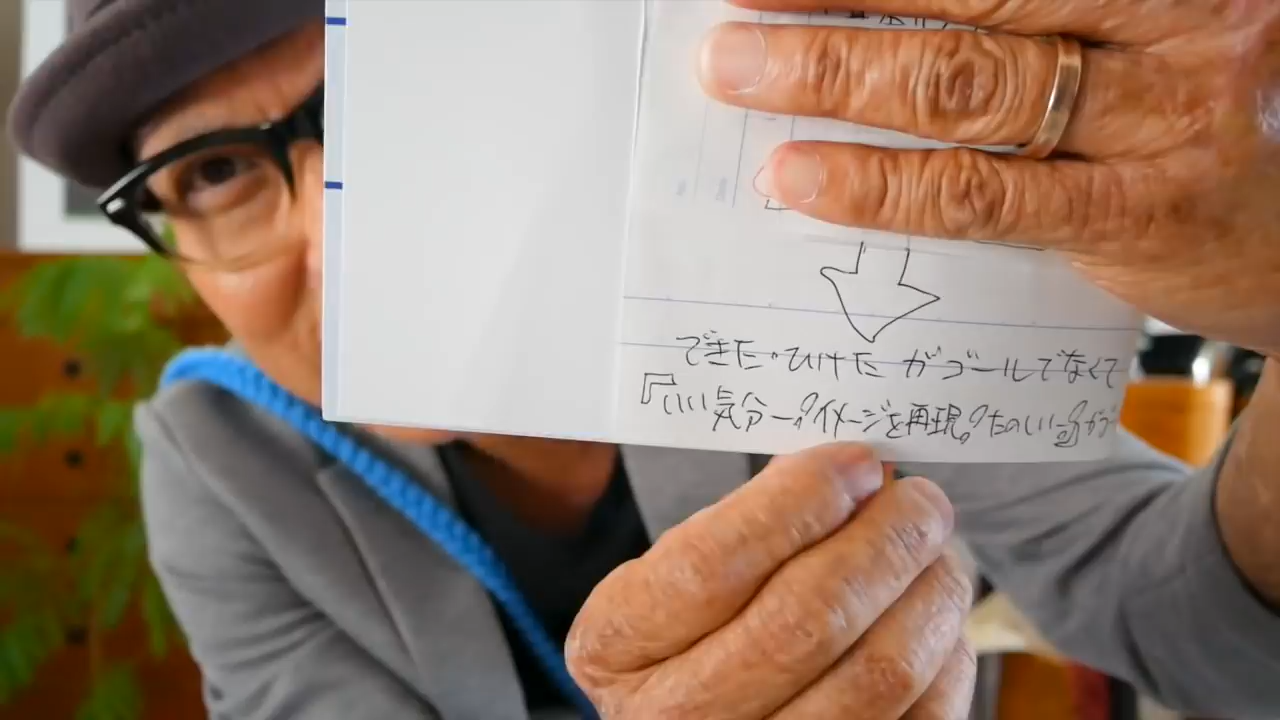 できた・ひけた がゴールでなくて
『いい気分ー♪イメージを再現♪たのしい♪がゴ